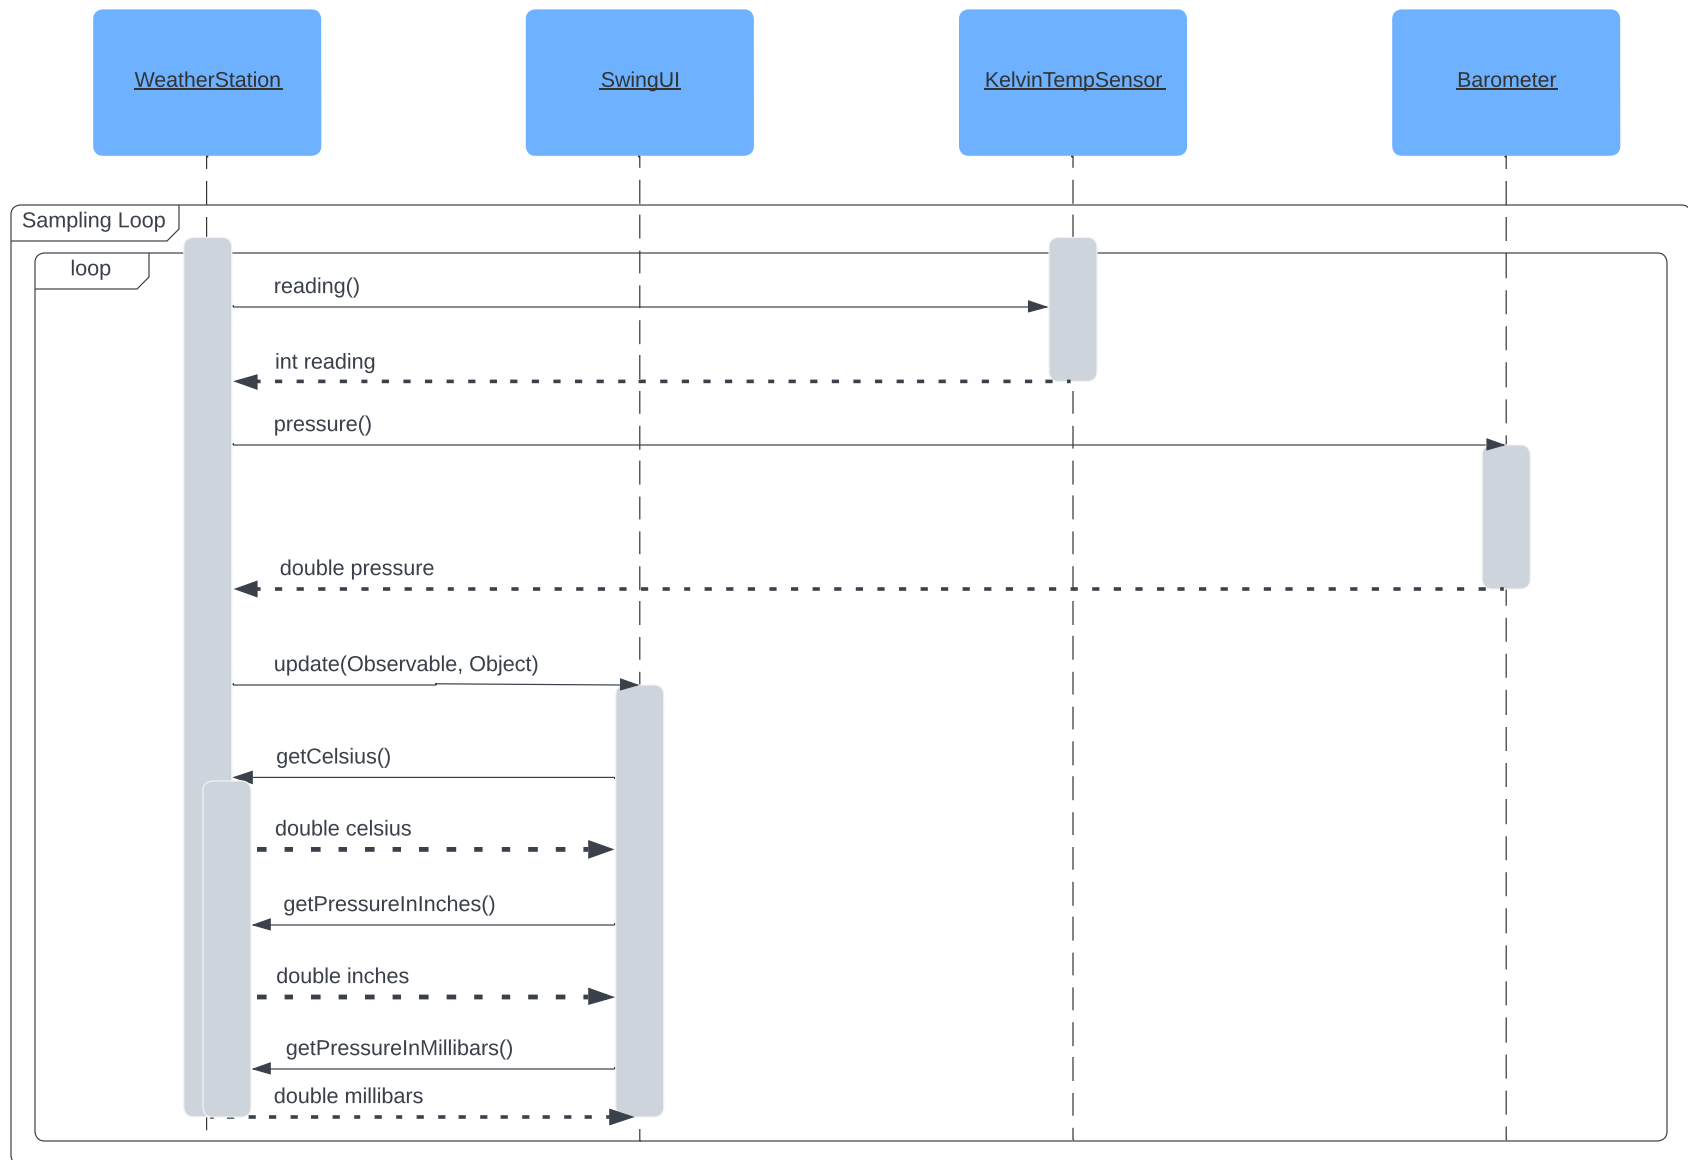 WeatherStation
SwingUI
KelvinTempSensor
Barometer
Sampling Loop
loop
reading()
int reading
pressure()
double pressure
update(Observable, Object)
getCelsius()
double celsius
getPressureInInches()
double inches
getPressureInMillibars()
double millibars